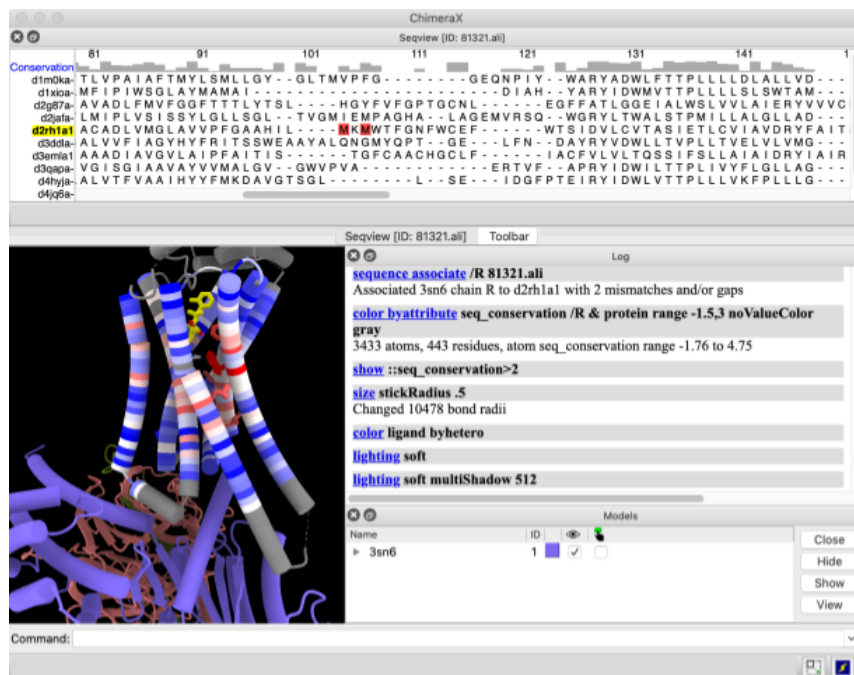 ChimeraX
Seqview [ID: 81321.ali]
81 91 101 111 121 131 141 1
Conservation
d1m0ka- T L V P A I A F T M Y L S M L L G Y - - G L T M V P F G - - - - - - - - - G E Q N P I Y - - W A R Y A D W L F T T P L L L L D L A L L V D - - -
d1xioa- M F I P I W S G L A Y M A M A I - - - - - - - - - - - - - - - - - - - - D I A H - - Y A R Y I D W M V T T P L L L L S L S W T A M - - -
d2g87a- A V A D L F M V F G G F T T T L Y T S L - - - H G Y F V F G P T G C N L - - - - E G F F A T L G G E I A L W S L V V L A I E R Y V V V C
d2jafa- L M I P L V S I S S Y L G L L S G L - - T V G M I E M P A G H A - - L A G E M V R S Q - - W G R Y L T W A L S T P M I L L A L G L L A D - - -
d2rh1a1 A C A D L V M G L A V V P F G A A H I L - - - M K M W T F G N F W C E F - - - - - W T S I D V L C V T A S I E T L C V I A V D R Y F A I T
d3ddla- A L V V F I A G Y H Y F R I T S S W E A A Y A L Q N G M Y Q P T - - G E - - - L F N - D A Y R Y V D W L L T V P L L T V E L V L V M G -
d3emla1 A A A D I A V G V L A I P F A I T I S - - - - T G F C A A C H G C L F - - - - - I A C F V L V L T Q S S I F S L L A I A I D R Y I A I R
d3qapa- V G I S G I A A V A Y V V M A L G V - - G W V P V A - - - - - - - - - E R T V F - - A P R Y I D W I L T T P L I V Y F L G L L A G - - - -
d4hyja- A L V T F V A A I H Y Y F M K D A V G T S G L - - - - - - - L - - S E - - - I D G F P T E I R Y I D W L V T T P L L L V K F P L L L G -
d4jq6a-
Seqview [ID: 81321.ali] Toolbar
Log
sequence associate /R 81321.ali
Associated 3sn6 chain R to d2rh1a1 with 2 mismatches and/or gaps
color byattribute seq_conservation /R & protein range -1.5,3 noValueColor
gray
3433 atoms, 443 residues, atom seq_conservation range -1.76 to 4.75
show ::seq_conservation>2
size stickRadius .5
Changed 10478 bond radii
color ligand byhetero
lighting soft
lighting soft multiShadow 512
Models
Name ID
3sn6 1
Close
Hide
Show
View
Command: